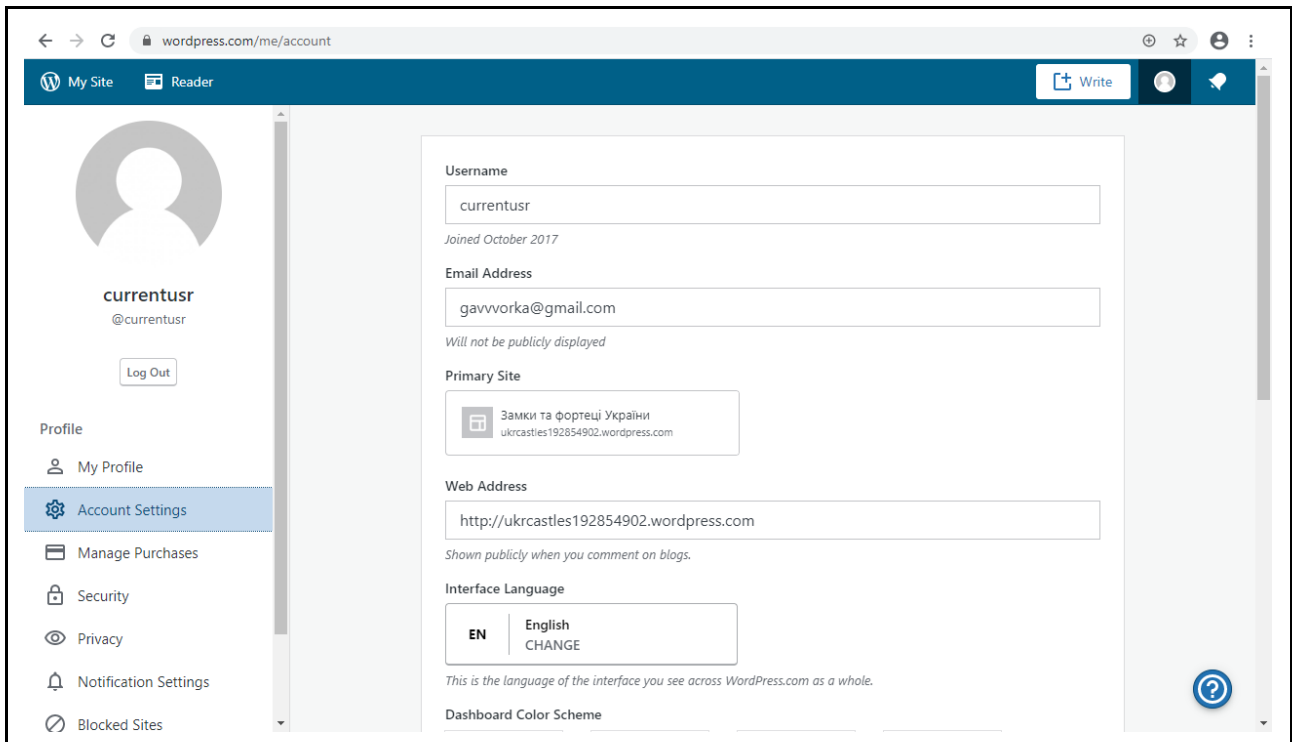 wordpress.com/me/account
My Site
Reader
Write
currentusr
@currentusr
Log Out
Profile
My Profile
Account Settings
Manage Purchases
Security
Privacy
Notification Settings
Blocked Sites
Username
currentusr
Joined October 2017
Email Address
gavvvorka@gmail.com
Will not be publicly displayed
Primary Site
Замки та фортеці України
ukrcastles192854902.wordpress.com
Web Address
http://ukrcastles192854902.wordpress.com
Shown publicly when you comment on blogs.
Interface Language
EN
English
CHANGE
This is the language of the interface you see across WordPress.com as a whole.
Dashboard Color Scheme